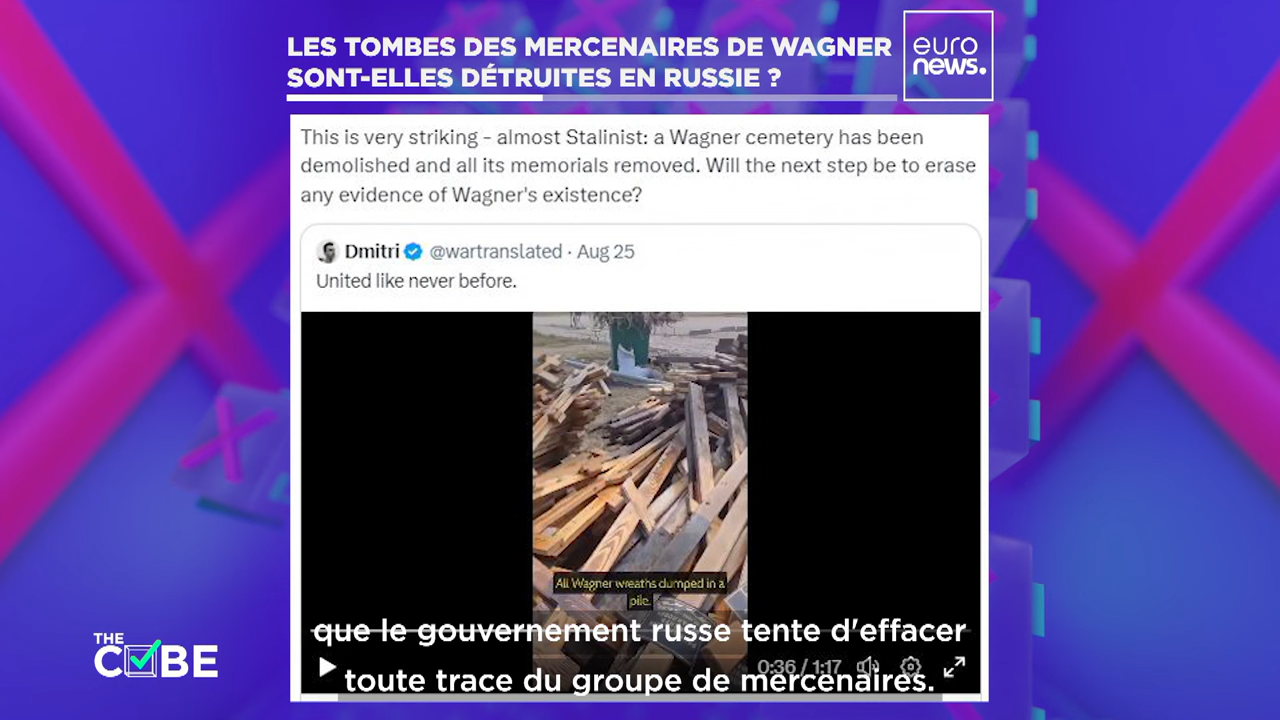 LES TOMBES DES MERCENAIRES DE WAGNER
SONT-ELLES DÉTRUITES EN RUSSIE ?
euro
news.
This is very striking - almost Stalinist: a Wagner cemetery has been
demolished and all its memorials removed. Will the next step be to erase
any evidence of Wagner's existence?
Dmitri @wartranslated · Aug 25
United like never before.
All Wagner wreaths dumped in a
pile.
que le gouvernement russe tente d'effacer
0:36 / 1:17
toute trace du groupe de mercenaires.
THE
CUBE